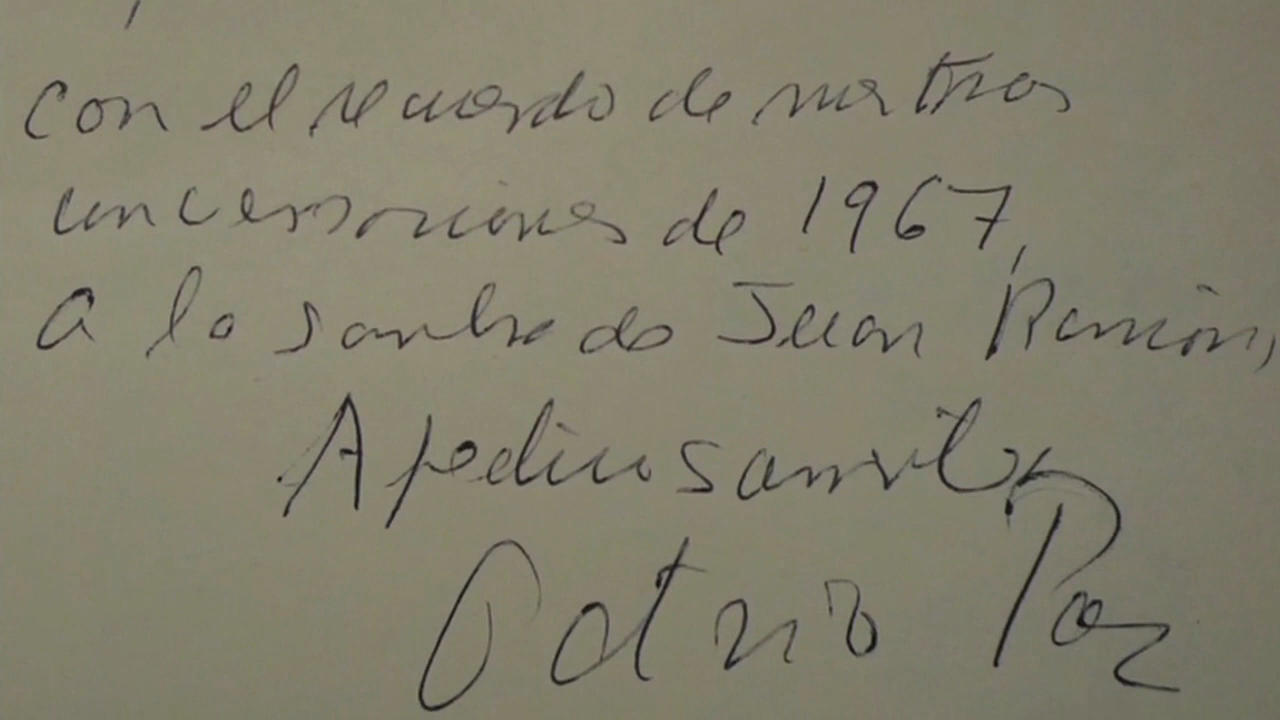 con el recuerdo de nuestras
conversaciones de 1967,
a la sombra de Juan Ramón,
Afectuosamente
Octavio Paz